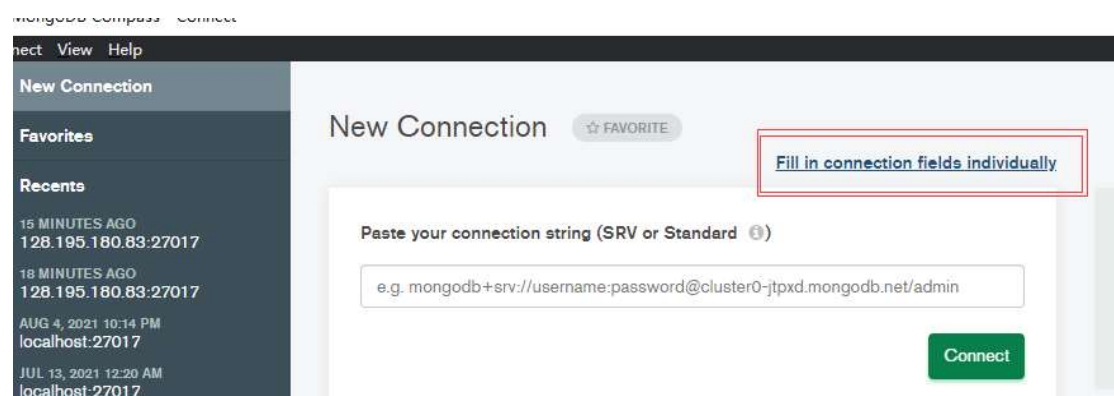 MongoDB Compass - Connect
nect View Help
New Connection
Favorites
Recents
15 MINUTES AGO
128.195.180.83:27017
18 MINUTES AGO
128.195.180.83:27017
AUG 4, 2021 10:14 PM
localhost:27017
JUL 13, 2021 12:20 AM
localhost:27017
New Connection ☆ FAVORITE
Fill in connection fields individually
Paste your connection string (SRV or Standard)
e.g. mongodb+srv://username:password@cluster0-jtpxd.mongodb.net/admin
Connect